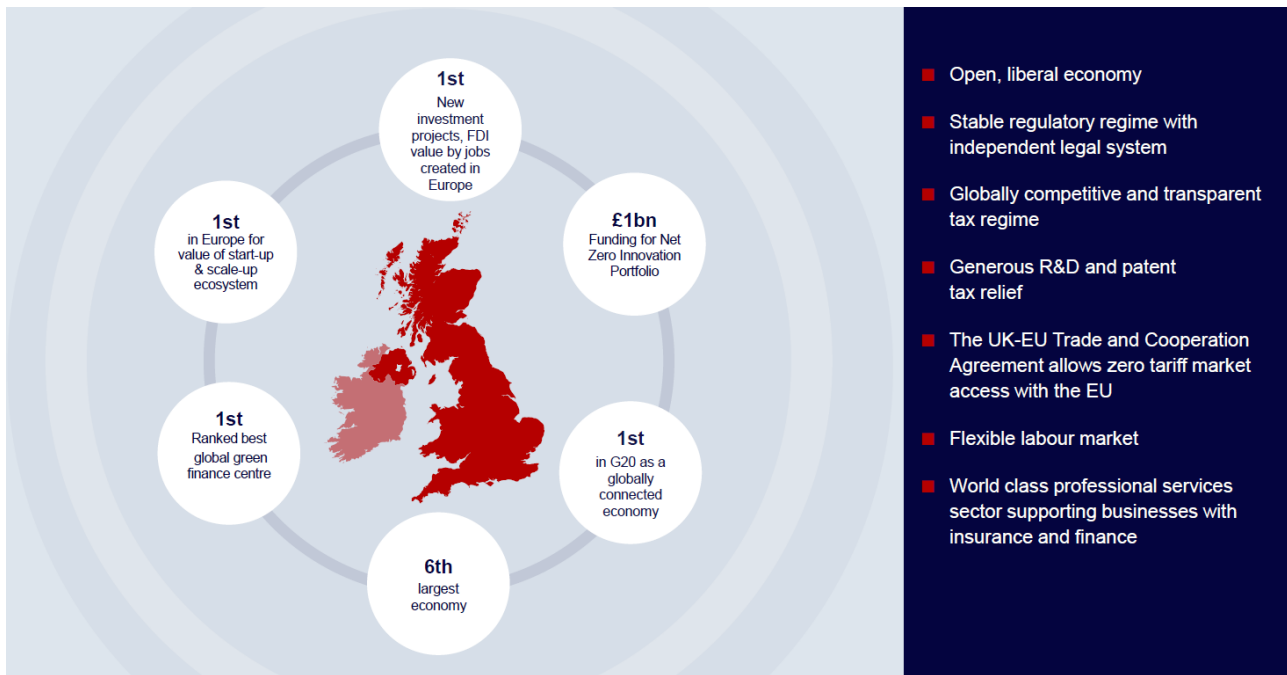 1st
New
investment
projects, FDI
value by jobs
created in
Europe
£1bn
Funding for Net
Zero Innovation
Portfolio
1st
in G20 as a
globally
connected
economy
6th
largest
economy
1st
Ranked best
global green
finance centre
1st
in Europe for
value of start-up
& scale-up
ecosystem
Open, liberal economy
Stable regulatory regime with
independent legal system
Globally competitive and transparent
tax regime
Generous R&D and patent
tax relief
The UK-EU Trade and Cooperation
Agreement allows zero tariff market
access with the EU
Flexible labour market
World class professional services
sector supporting businesses with
insurance and finance